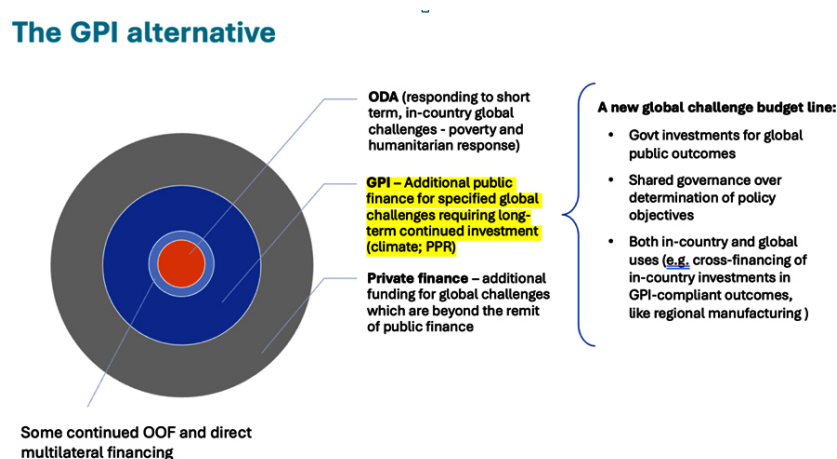 The GPI alternative
ODA (responding to short
term, in-country global
challenges - poverty and
humanitarian response)
GPI – Additional public
finance for specified global
challenges requiring long-
term continued investment
(climate; PPR)
Private finance – additional
funding for global challenges
which are beyond the remit
of public finance
A new global challenge budget line:
• Govt investments for global
public outcomes
• Shared governance over
determination of policy
objectives
• Both in-country and global
uses (e.g. cross-financing of
in-country investments in
GPI-compliant outcomes,
like regional manufacturing )
Some continued OOF and direct
multilateral financing